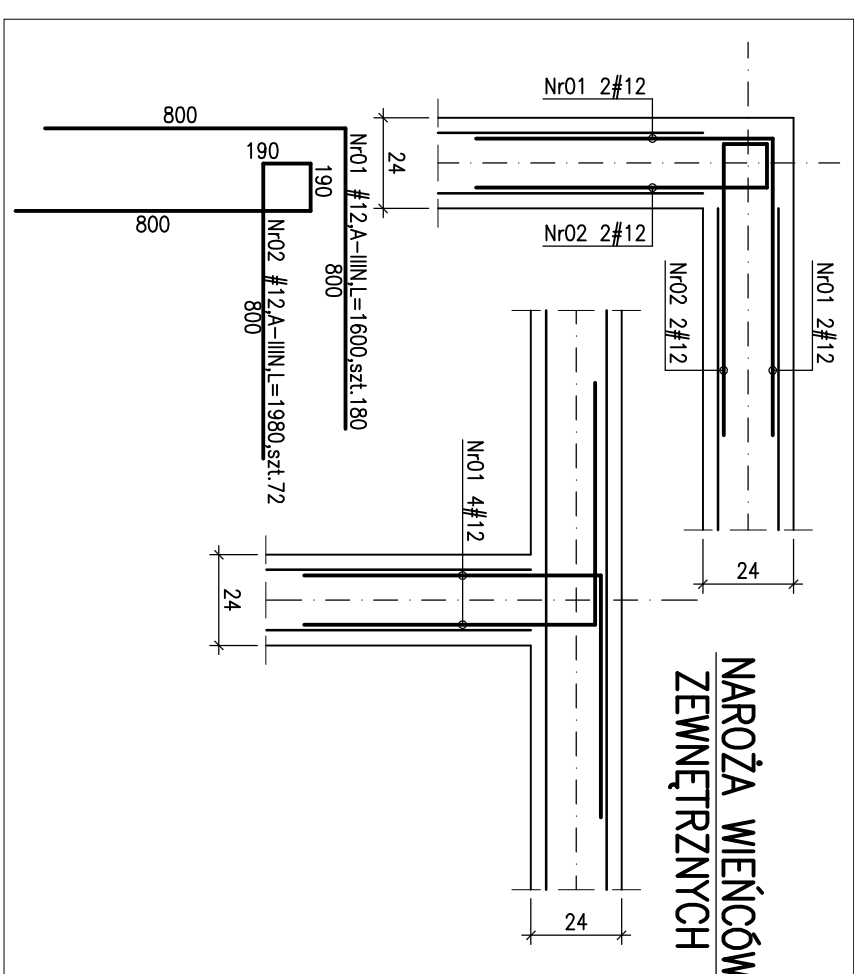 NAROŻA WIEŃCÓW
ZEWNĘTRZNYCH
Nr01 2#12
Nr02 2#12
24
Nr01 2#12
Nr02 2#12
24
Nr01 4#12
24
24
800
Nr01 #12,A-IIIN,L=1600,szt.180
800
190
190
800
Nr02 #12,A-IIIN,L=1980,szt.72
800